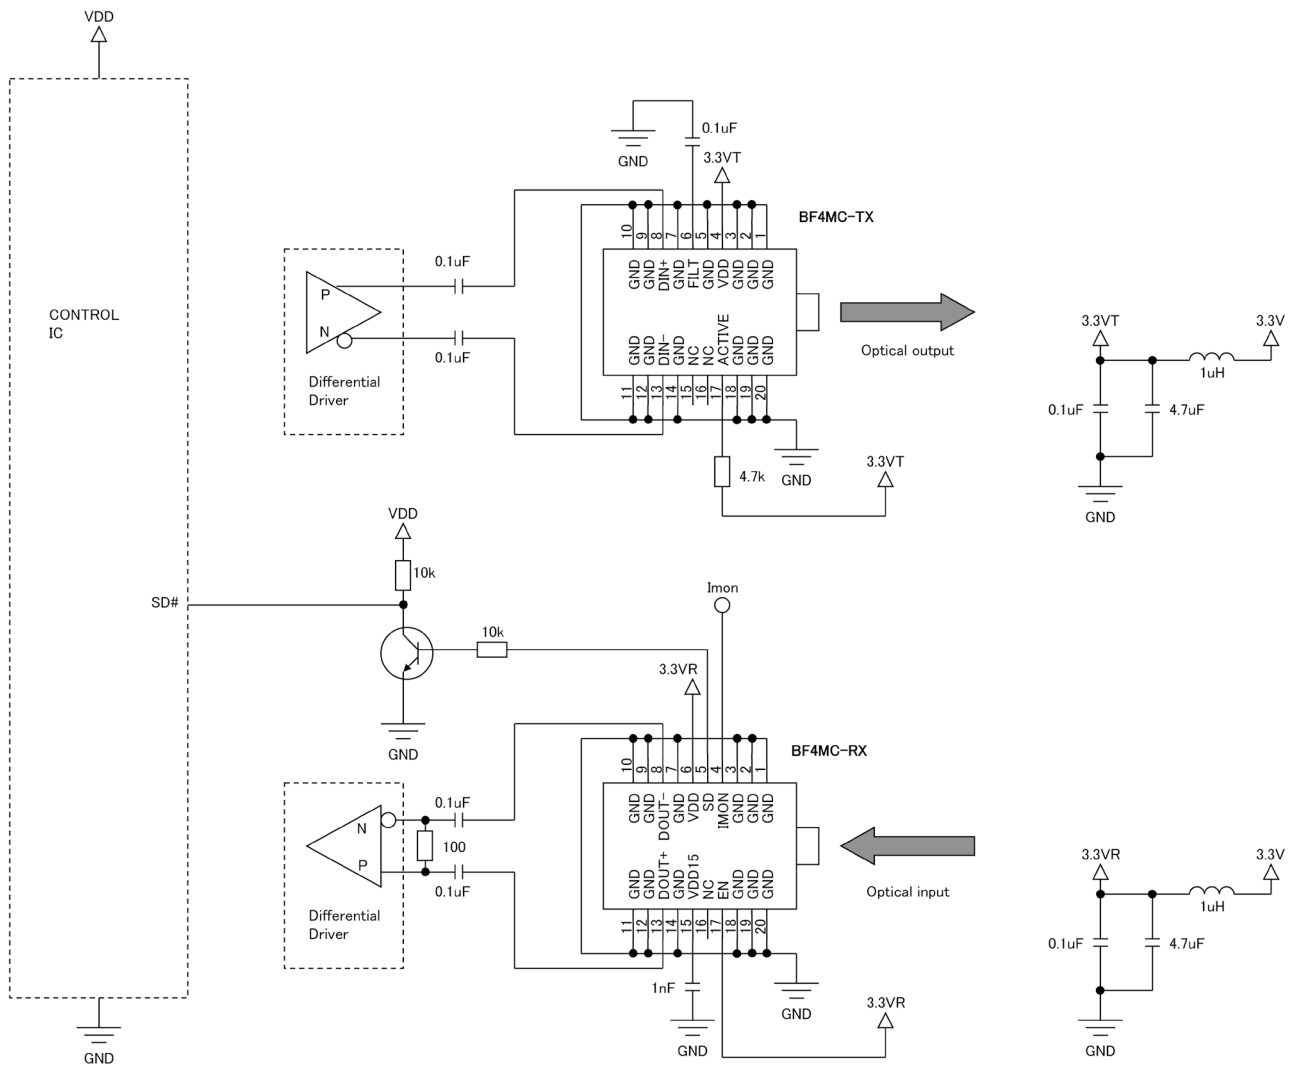 VDD
CONTROL
IC
SD#
GND
0.1uF
GND
3.3VT
BF4MC-TX
10
9
8
7
6
5
4
3
2
1
GND
GND
DIN+
GND
FILT
GND
VDD
GND
GND
GND
GND
GND
DIN-
GND
NC
NC
ACTIVE
GND
GND
GND
11
12
13
14
15
16
17
18
19
20
0.1uF
P
N
0.1uF
Differential
Driver
Optical output
GND
4.7k
3.3VT
3.3VT
3.3V
1uH
0.1uF
4.7uF
GND
VDD
10k
10k
GND
Imon
3.3VR
BF4MC-RX
10
9
8
7
6
5
4
3
2
1
GND
GND
DOUT-
GND
VDD
SD
IMON
GND
GND
GND
GND
GND
DOUT+
GND
VDD15
NC
EN
GND
GND
GND
11
12
13
14
15
16
17
18
19
20
0.1uF
N
100
P
0.1uF
Differential
Driver
Optical input
1nF
GND
GND
3.3VR
3.3VR
3.3V
1uH
0.1uF
4.7uF
GND